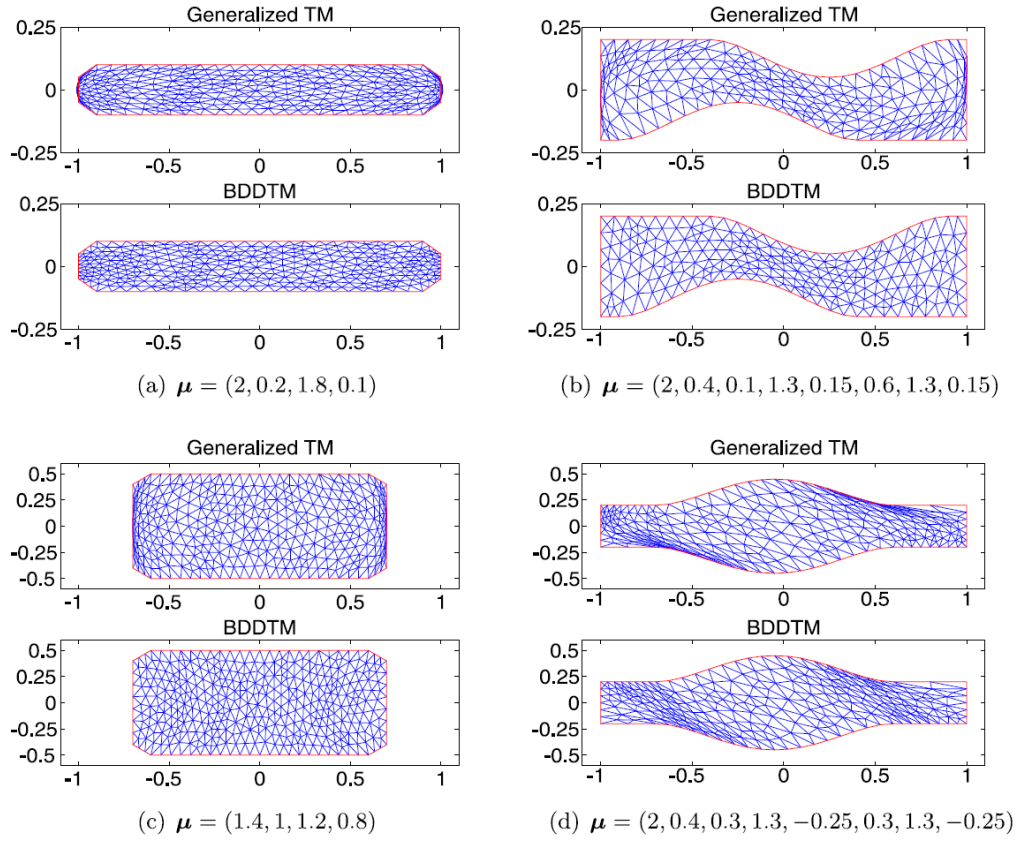 Generalized TM
0.25
0
-0.25
-1 -0.5 0 0.5 1
BDDTM
0.25
0
-0.25
-1 -0.5 0 0.5 1
(a) μ = (2, 0.2, 1.8, 0.1)
Generalized TM
0.25
0
-0.25
-1 -0.5 0 0.5 1
BDDTM
0.25
0
-0.25
-1 -0.5 0 0.5 1
(b) μ = (2, 0.4, 0.1, 1.3, 0.15, 0.6, 1.3, 0.15)
Generalized TM
0.5
0.25
0
-0.25
-0.5
-1 -0.5 0 0.5 1
BDDTM
0.5
0.25
0
-0.25
-0.5
-1 -0.5 0 0.5 1
(c) μ = (1.4, 1, 1.2, 0.8)
Generalized TM
0.5
0.25
0
-0.25
-0.5
-1 -0.5 0 0.5 1
BDDTM
0.5
0.25
0
-0.25
-0.5
-1 -0.5 0 0.5 1
(d) μ = (2, 0.4, 0.3, 1.3, −0.25, 0.3, 1.3, −0.25)